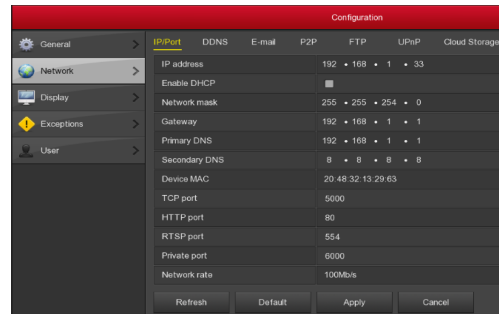 Configuration
General
Network
Display
Exceptions
User
IP/Port DDNS E-mail P2P FTP UPnP Cloud Storage
IP address 192 • 168 • 1 • 33
Enable DHCP
Network mask 255 • 255 • 254 • 0
Gateway 192 • 168 • 1 • 1
Primary DNS 192 • 168 • 1 • 1
Secondary DNS 8 • 8 • 8 • 8
Device MAC 20:48:32:13:29:63
TCP port 5000
HTTP port 80
RTSP port 554
Private port 6000
Network rate 100Mb/s
Refresh Default Apply Cancel